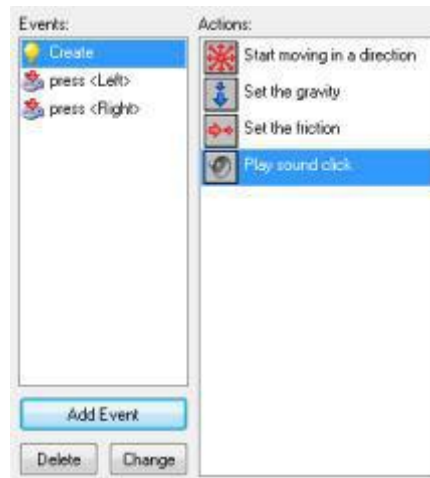 Events:
Create
press <Left>
press <Right>
Add Event
Delete
Change
Actions:
Start moving in a direction
Set the gravity
Set the friction
Play sound click